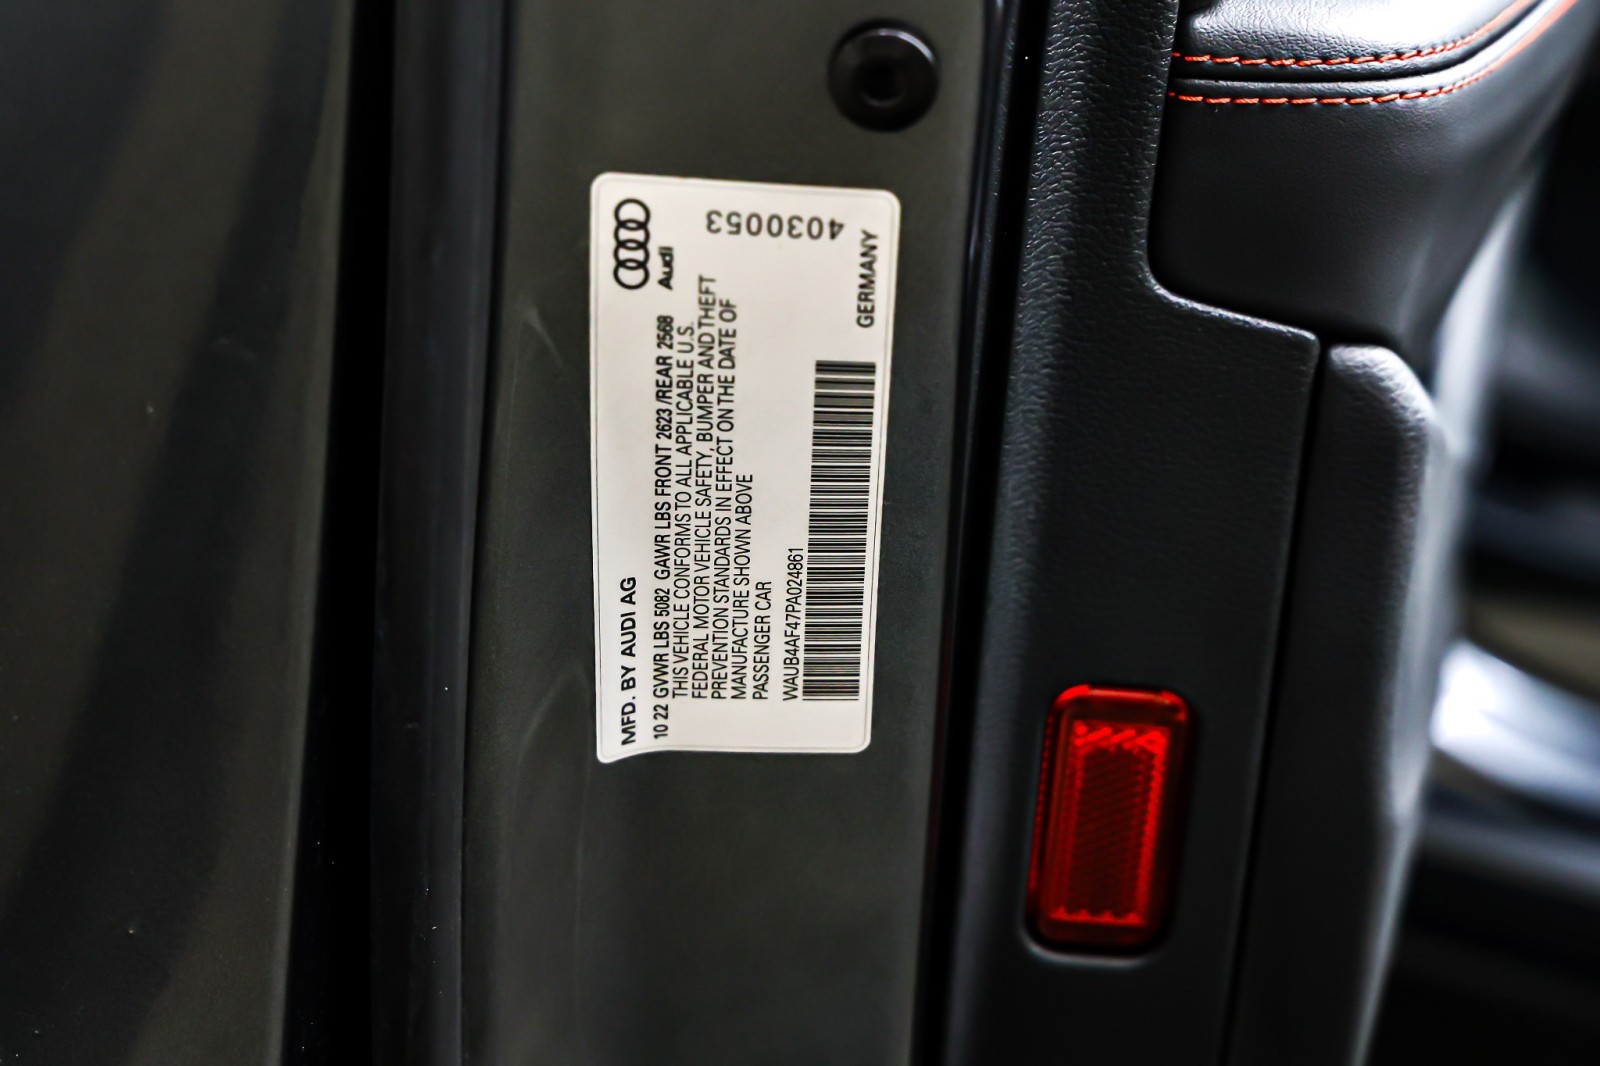 Audi
4030053
MFD. BY AUDI AG
10 22 GVWR LBS 5082 GAWR LBS FRONT 2623 /REAR 2568
THIS VEHICLE CONFORMS TO ALL APPLICABLE U.S.
FEDERAL MOTOR VEHICLE SAFETY, BUMPER AND THEFT
PREVENTION STANDARDS IN EFFECT ON THE DATE OF
MANUFACTURE SHOWN ABOVE
PASSENGER CAR
WAUB4AF47PA024861
GERMANY